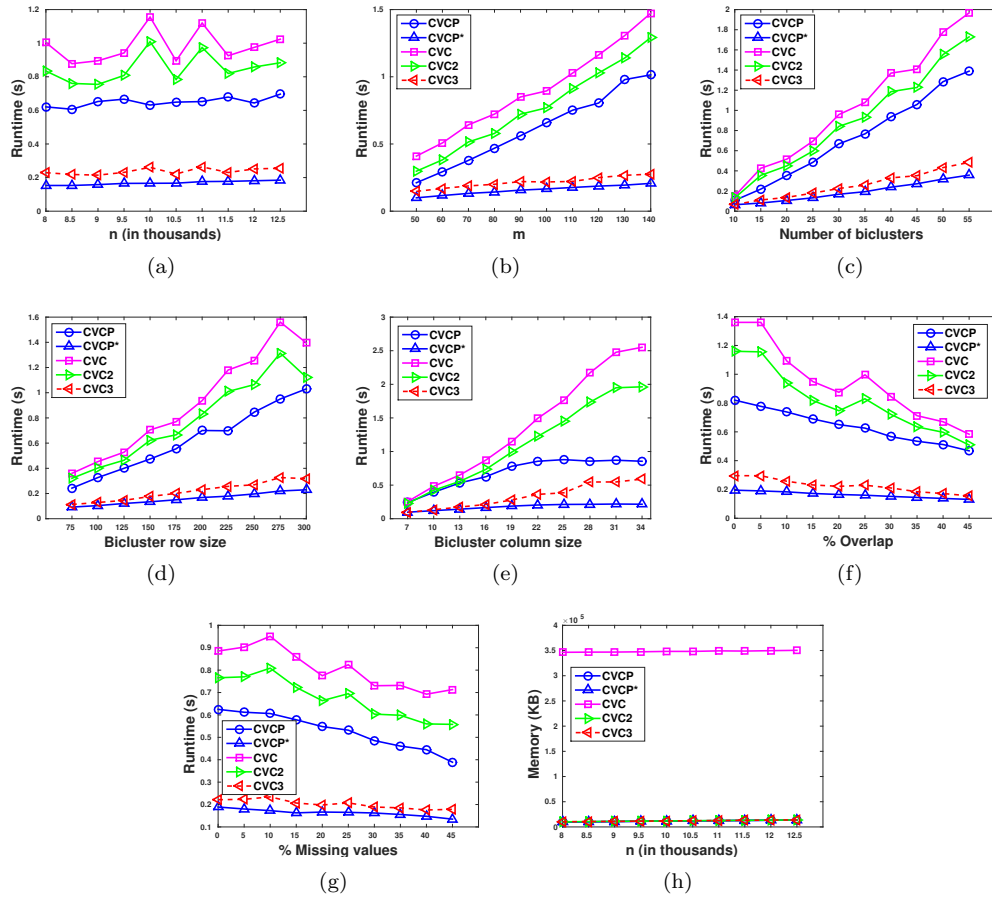 1.2
1
0.8
0.6
0.4
0.2
0
Runtime (s)
8 8.5 9 9.5 10 10.5 11 11.5 12 12.5
n (in thousands)
(a)
CVCP
CVCP*
CVC
CVC2
CVC3
1.5
1
0.5
0
Runtime (s)
50 60 70 80 90 100 110 120 130 140
m
(b)
CVCP
CVCP*
CVC
CVC2
CVC3
2
1.8
1.6
1.4
1.2
1
0.8
0.6
0.4
0.2
0
Runtime (s)
10 15 20 25 30 35 40 45 50 55
Number of biclusters
(c)
CVCP
CVCP*
CVC
CVC2
CVC3
1.6
1.4
1.2
1
0.8
0.6
0.4
0.2
0
Runtime (s)
75 100 125 150 175 200 225 250 275 300
Bicluster row size
(d)
CVCP
CVCP*
CVC
CVC2
CVC3
3
2.5
2
1.5
1
0.5
0
Runtime (s)
7 10 13 16 19 22 25 28 31 34
Bicluster column size
(e)
CVCP
CVCP*
CVC
CVC2
CVC3
1.4
1.2
1
0.8
0.6
0.4
0.2
0
Runtime (s)
0 5 10 15 20 25 30 35 40 45
% Overlap
(f)
1
0.9
0.8
0.7
0.6
0.5
0.4
0.3
0.2
0.1
Runtime (s)
CVCP
CVCP*
CVC
CVC2
CVC3
0 5 10 15 20 25 30 35 40 45
% Missing values
(g)
× 10 5
4
3.5
3
2.5
2
1.5
1
0.5
0
Memory (KB)
CVCP
CVCP*
CVC
CVC2
CVC3
8 8.5 9 9.5 10 10.5 11 11.5 12 12.5
n (in thousands)
(h)